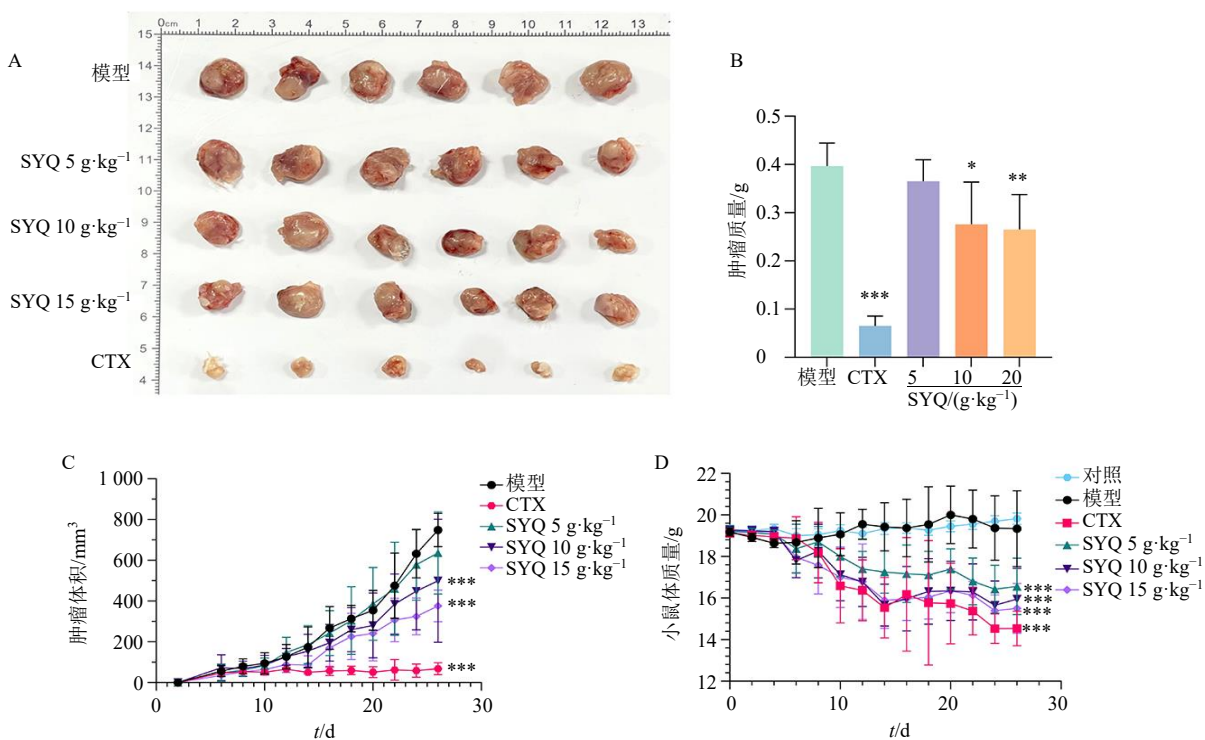 A
0cm 1 2 3 4 5 6 7 8 9 10 11 12 13
15
14
13
12
11
10
9
8
7
6
5
4
模型
SYQ 5 g·kg⁻¹
SYQ 10 g·kg⁻¹
SYQ 15 g·kg⁻¹
CTX
B
肿瘤质量/g
0.5
0.4
0.3
0.2
0.1
0
***
*
**
模型 CTX 5 10 20
SYQ/(g·kg⁻¹)
C
肿瘤体积/mm³
1 000
800
600
400
200
0
0 10 20 30
t/d
模型
CTX
SYQ 5 g·kg⁻¹
SYQ 10 g·kg⁻¹
SYQ 15 g·kg⁻¹
***
***
***
D
小鼠体质量/g
22
20
18
16
14
12
0 10 20 30
t/d
对照
模型
CTX
SYQ 5 g·kg⁻¹
SYQ 10 g·kg⁻¹
SYQ 15 g·kg⁻¹
***
***
***
***